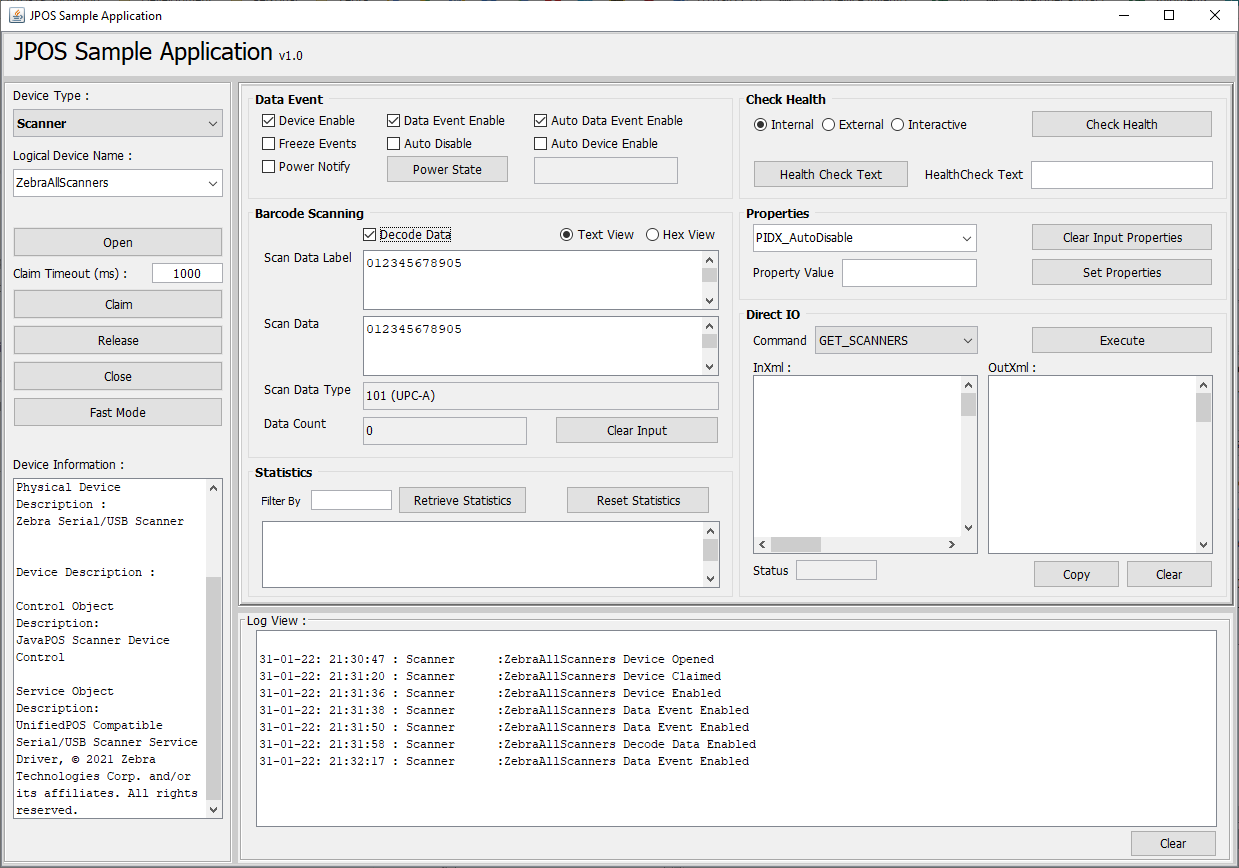 JPOS Sample Application
JPOS Sample Application v1.0
Device Type :
Scanner
Logical Device Name :
ZebraAllScanners
Open
Claim Timeout (ms) : 1000
Claim
Release
Close
Fast Mode
Device Information :
Physical Device
Description :
Zebra Serial/USB Scanner
Device Description :
Control Object
Description:
JavaPOS Scanner Device
Control
Service Object
Description:
UnifiedPOS Compatible
Serial/USB Scanner Service
Driver, © 2021 Zebra
Technologies Corp. and/or
its affiliates. All rights
reserved.
Data Event
Device Enable Data Event Enable Auto Data Event Enable
Freeze Events Auto Disable Auto Device Enable
Power Notify Power State
Barcode Scanning
Decode Data Text View Hex View
Scan Data Label 012345678905
Scan Data 012345678905
Scan Data Type 101 (UPC-A)
Data Count 0 Clear Input
Statistics
Filter By Retrieve Statistics Reset Statistics
Check Health
Internal External Interactive Check Health
Health Check Text HealthCheck Text
Properties
PIDX_AutoDisable Clear Input Properties
Property Value Set Properties
Direct IO
Command GET_SCANNERS Execute
InXml : OutXml :
Status Copy Clear
Log View :
31-01-22: 21:30:47 : Scanner :ZebraAllScanners Device Opened
31-01-22: 21:31:20 : Scanner :ZebraAllScanners Device Claimed
31-01-22: 21:31:36 : Scanner :ZebraAllScanners Device Enabled
31-01-22: 21:31:38 : Scanner :ZebraAllScanners Data Event Enabled
31-01-22: 21:31:50 : Scanner :ZebraAllScanners Data Event Enabled
31-01-22: 21:31:58 : Scanner :ZebraAllScanners Decode Data Enabled
31-01-22: 21:32:17 : Scanner :ZebraAllScanners Data Event Enabled
Clear